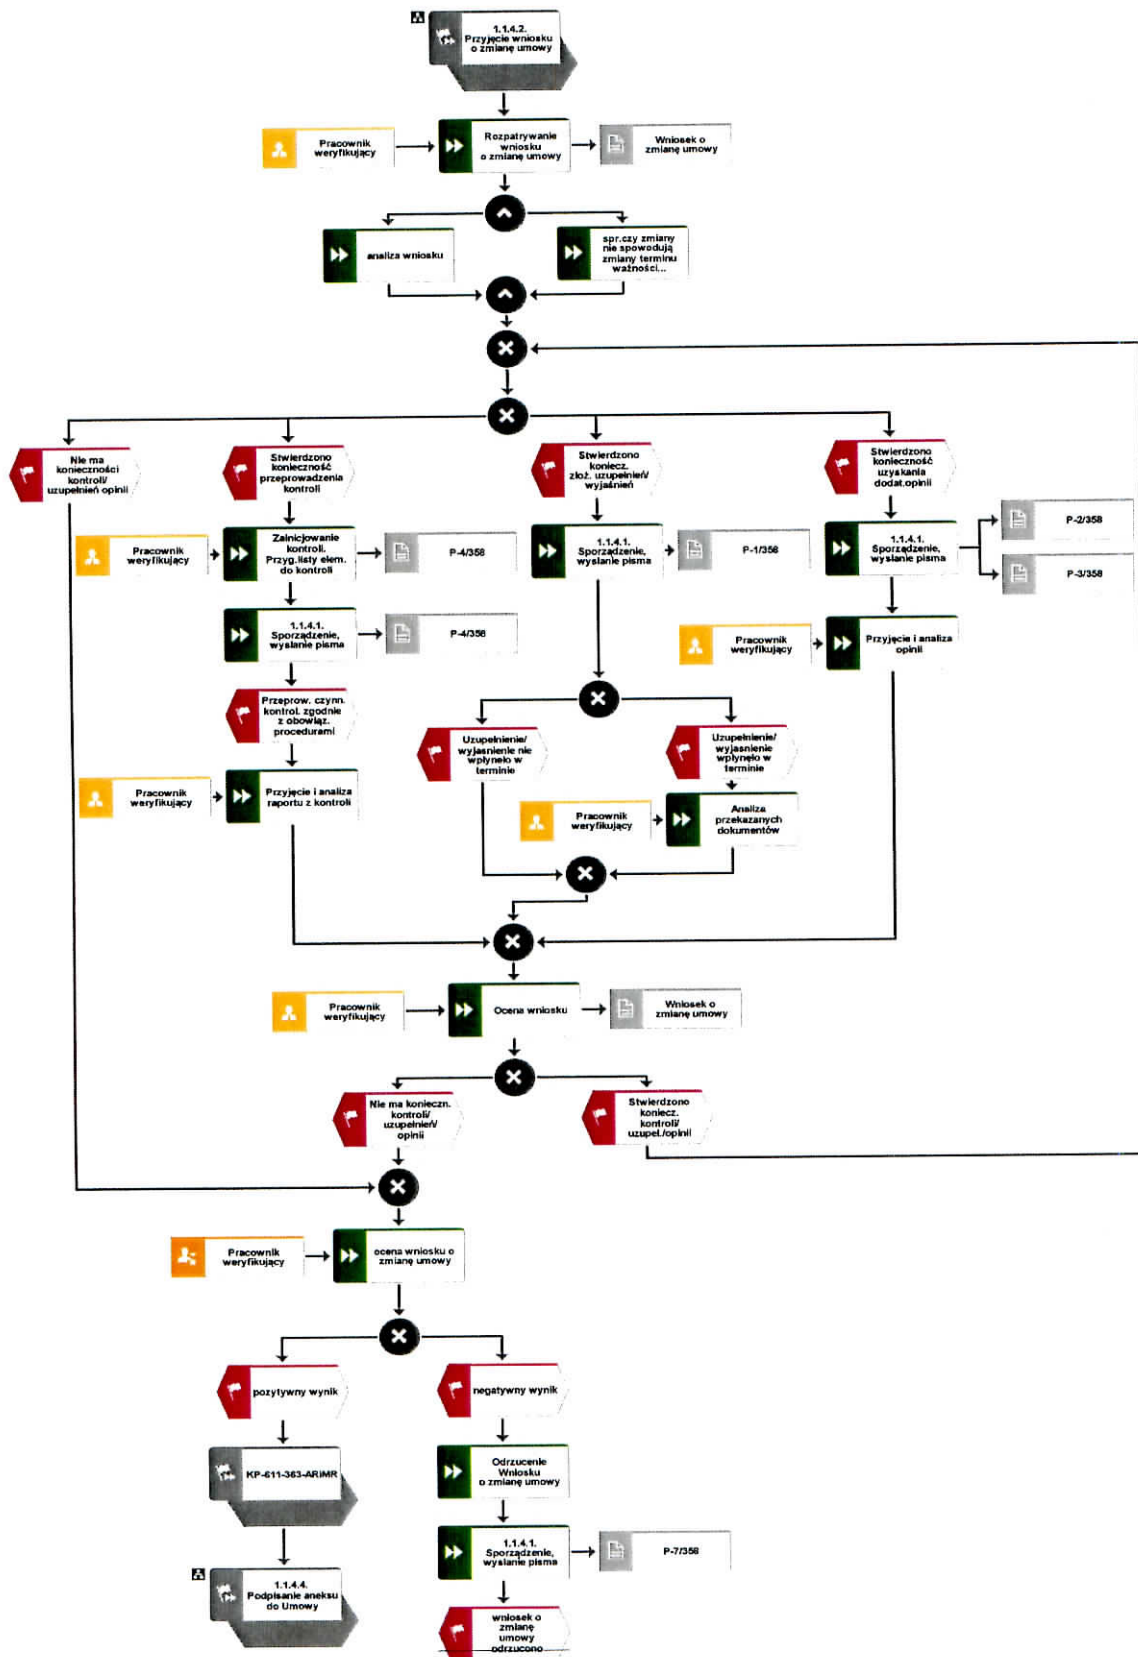 1.1.4.2.
Przyjęcie wniosku
o zmianę umowy
Pracownik
weryfikujący
Rozpatrywanie
wniosku
o zmianę umowy
Wniosek o
zmianę umowy
analiza wniosku
spr.czy zmiany
nie spowodują
zmiany terminu
ważności...
Nie ma
konieczności
kontroli/
uzupełnień opinii
Stwierdzono
konieczność
przeprowadzenia
kontroli
Stwierdzono
koniecz.
złoż. uzupełnień/
wyjaśnień
Stwierdzono
konieczność
uzyskania
dodat.opinii
Pracownik
weryfikujący
Zainicjowanie
kontroli.
Przyg.listy elem.
do kontroli
P-4/358
1.1.4.1.
Sporządzenie,
wysłanie pisma
P-1/358
1.1.4.1.
Sporządzenie,
wysłanie pisma
P-2/358
P-3/358
1.1.4.1.
Sporządzenie,
wysłanie pisma
P-4/358
Pracownik
weryfikujący
Przyjęcie i analiza
opinii
Przeprow. czynn.
kontrol. zgodnie
z obowiąz.
procedurami
Uzupełnienie/
wyjasnienie nie
wpłynęło w
terminie
Uzupełnienie/
wyjasnienie
wpłynęło w
terminie
Pracownik
weryfikujący
Przyjęcie i analiza
raportu z kontroli
Pracownik
weryfikujący
Analiza
przekazanych
dokumentów
Pracownik
weryfikujący
Ocena wniosku
Wniosek o
zmianę umowy
Nie ma konieczn.
kontroli/
uzupełnień/
opinii
Stwierdzono
koniecz.
kontroli/
uzupeł./opinii
Pracownik
weryfikujący
ocena wniosku o
zmianę umowy
pozytywny wynik
negatywny wynik
KP-611-363-ARiMR
Odrzucenie
Wniosku
o zmianę umowy
1.1.4.1.
Sporządzenie,
wysłanie pisma
P-7/358
1.1.4.4.
Podpisanie aneksu
do Umowy
wniosek o
zmianę
umowy
odrzucono